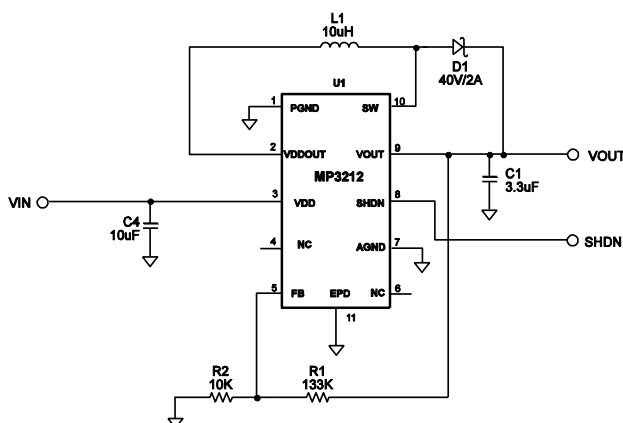 L1
10uH
D1
40V/2A
U1
1
PGND
SW
10
2
VDDOUT
VOUT
9
VOUT
MP3212
C1
3.3uF
VIN
3
VDD
SHDN
8
C4
10uF
SHDN
4
NC
AGND
7
5
FB
EPD
NC
6
11
R2
10K
R1
133K